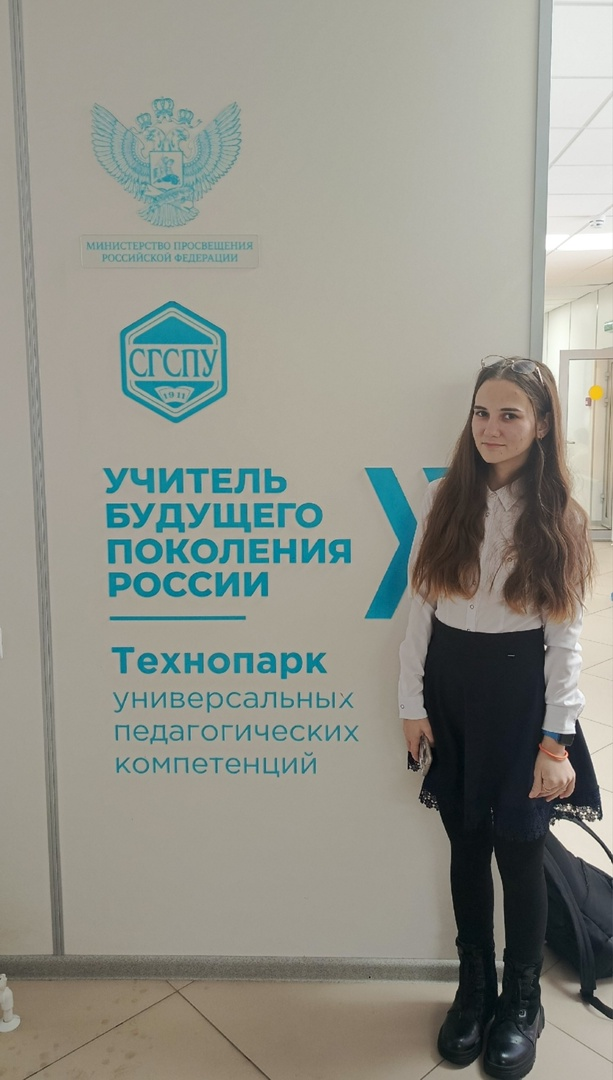 МИНИСТЕРСТВО ПРОСВЕЩЕНИЯ
РОССИЙСКОЙ ФЕДЕРАЦИИ
СГСПУ
1911
УЧИТЕЛЬ
БУДУЩЕГО
ПОКОЛЕНИЯ
РОССИИ
Технопарк
универсальных
педагогических
компетенций